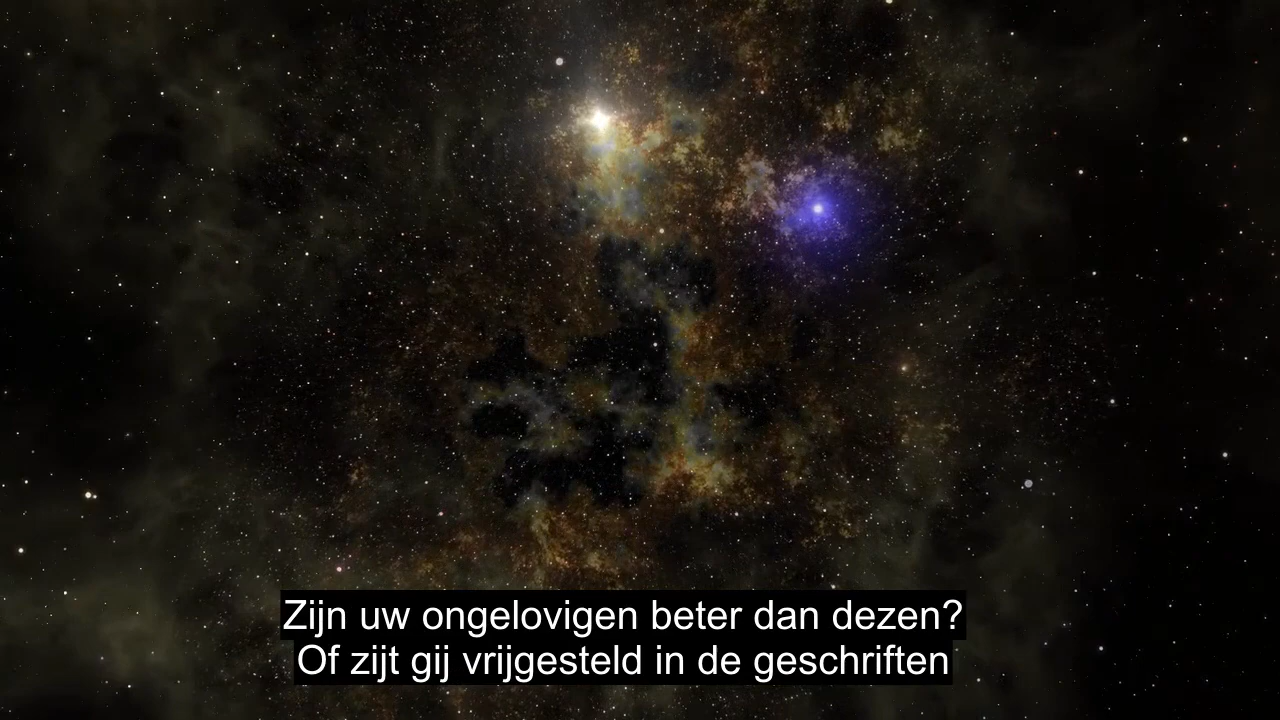 Zijn uw ongelovigen beter dan dezen?
Of zijt gij vrijgesteld in de geschriften